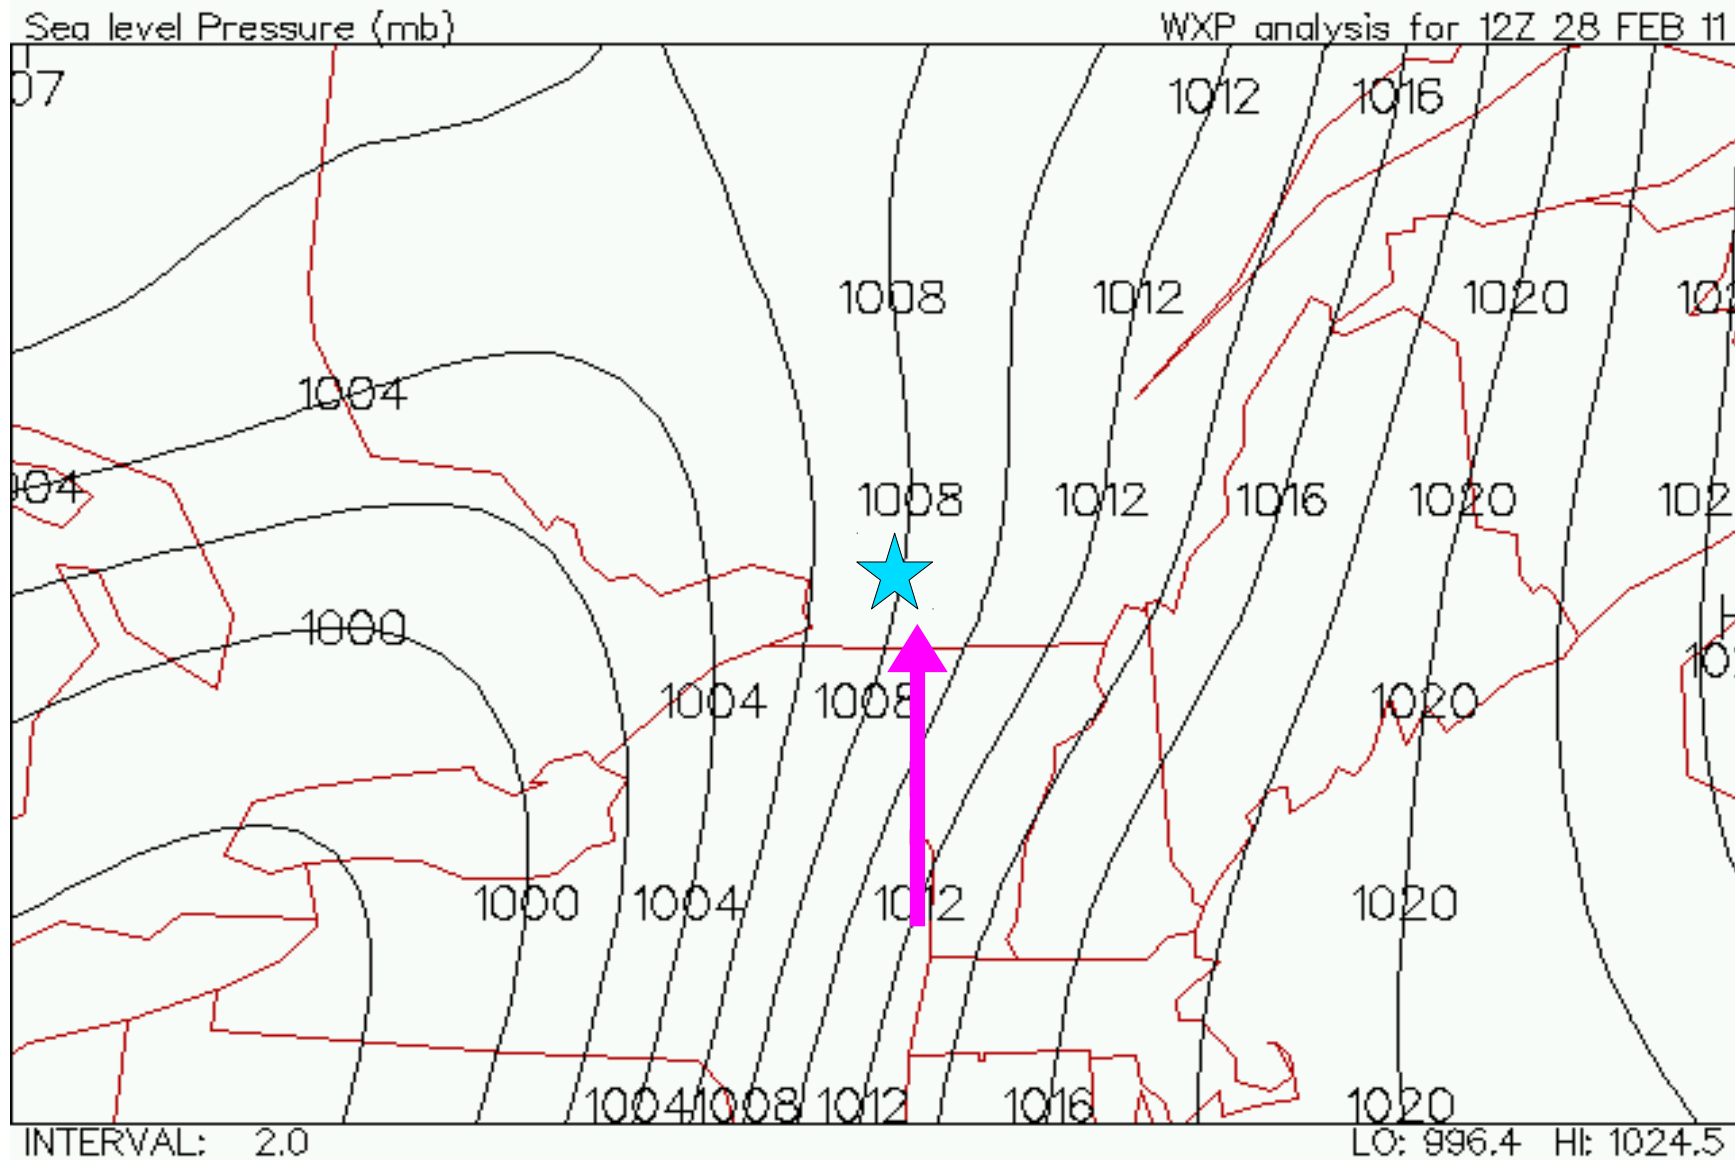 Sea level Pressure (mb) WXP analysis for 12Z 28 FEB 11
07
1012 1016
1008 1012 1020
1004
004 1008 1012 1016 1020
1000 H
1004 1008 1020
1000 1004 1012 1020
1004 1008 1012 1016 1020
INTERVAL: 2.0 LO: 996.4 HI: 1024.5